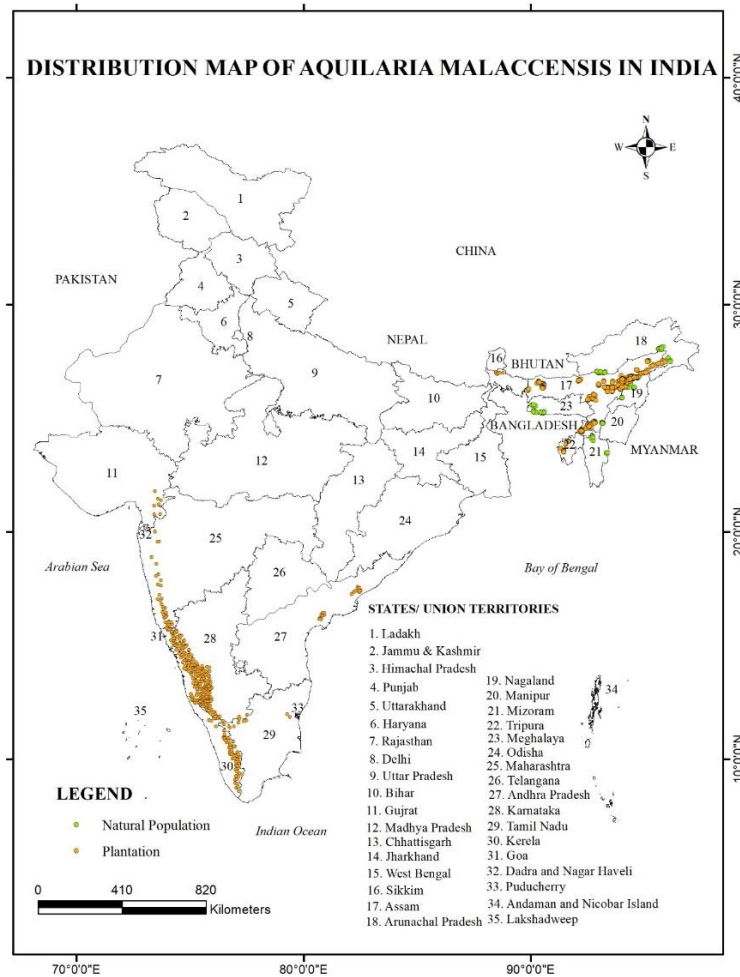 DISTRIBUTION MAP OF AQUILARIA MALACCENSIS IN INDIA
40°0'0"N
N
W
E
S
1
2
CHINA
3
PAKISTAN
4
30°0'0"N
5
6
8
NEPAL
16
18
BHUTAN
7
9
17
19
10
23
BANGLADESH
20
22
21
MYANMAR
11
12
14
15
13
24
32
25
20°0'0"N
Arabian Sea
26
Bay of Bengal
31
28
27
35
33
34
29
30
10°0'0"N
Indian Ocean
STATES/ UNION TERRITORIES
1. Ladakh
2. Jammu & Kashmir
3. Himachal Pradesh
4. Punjab
5. Uttarakhand
6. Haryana
7. Rajasthan
8. Delhi
9. Uttar Pradesh
10. Bihar
11. Gujrat
12. Madhya Pradesh
13. Chhattisgarh
14. Jharkhand
15. West Bengal
16. Sikkim
17. Assam
18. Arunachal Pradesh
19. Nagaland
20. Manipur
21. Mizoram
22. Tripura
23. Meghalaya
24. Odisha
25. Maharashtra
26. Telangana
27. Andhra Pradesh
28. Karnataka
29. Tamil Nadu
30. Kerela
31. Goa
32. Dadra and Nagar Haveli
33. Puducherry
34. Andaman and Nicobar Island
35. Lakshadweep
LEGEND
Natural Population
Plantation
0 410 820
Kilometers
70°0'0"E 80°0'0"E 90°0'0"E